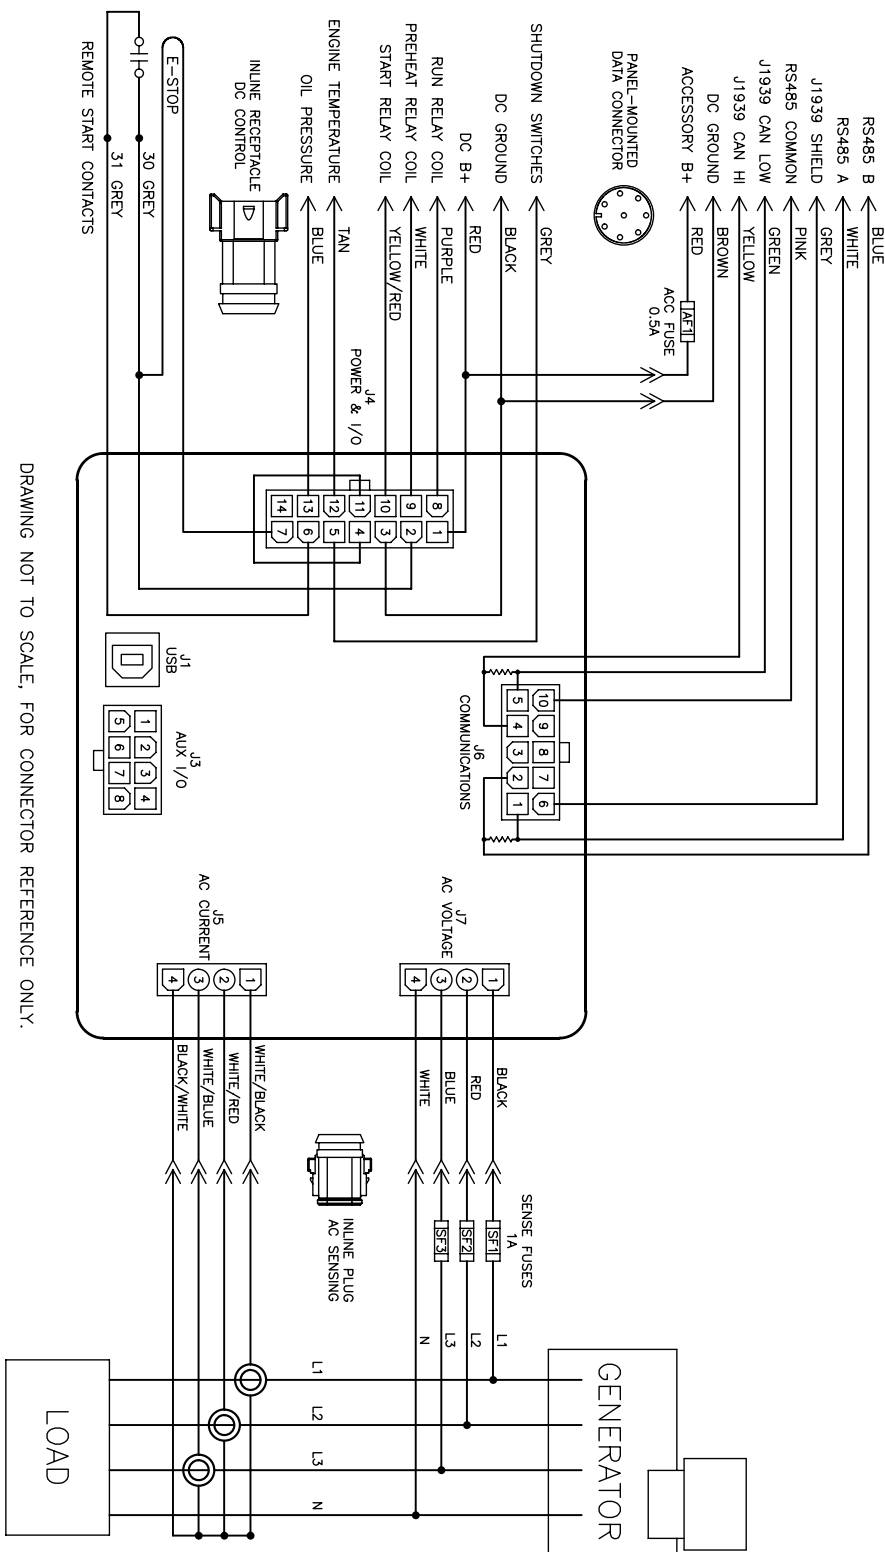 RS485 B
BLUE
RS485 A
WHITE
J1939 SHIELD
GREY
RS485 COMMON
PINK
J1939 CAN LOW
GREEN
J1939 CAN HI
YELLOW
DC GROUND
BROWN
ACCESSORY B+
RED
AF1
ACC FUSE
0.5A
PANEL-MOUNTED
DATA CONNECTOR
SHUTDOWN SWITCHES
GREY
DC GROUND
BLACK
DC B+
RED
RUN RELAY COIL
PURPLE
PREHEAT RELAY COIL
WHITE
START RELAY COIL
YELLOW/RED
ENGINE TEMPERATURE
TAN
OIL PRESSURE
BLUE
INLINE RECEPTACLE
DC CONTROL
E-STOP
30 GREY
31 GREY
REMOTE START CONTACTS
J4
POWER & I/O
8
1
9
2
10
3
11
4
12
5
13
6
14
7
10
9
8
7
6
5
4
3
2
1
J6
COMMUNICATIONS
J1
USB
J3
AUX I/O
1
2
3
4
5
6
7
8
J7
AC VOLTAGE
1
2
3
4
J5
AC CURRENT
1
2
3
4
BLACK
RED
BLUE
WHITE
WHITE/BLACK
WHITE/RED
WHITE/BLUE
BLACK/WHITE
SENSE FUSES
1A
SF1
SF2
SF3
L1
L2
L3
N
INLINE PLUG
AC SENSING
GENERATOR
L1
L2
L3
N
LOAD
DRAWING NOT TO SCALE, FOR CONNECTOR REFERENCE ONLY.